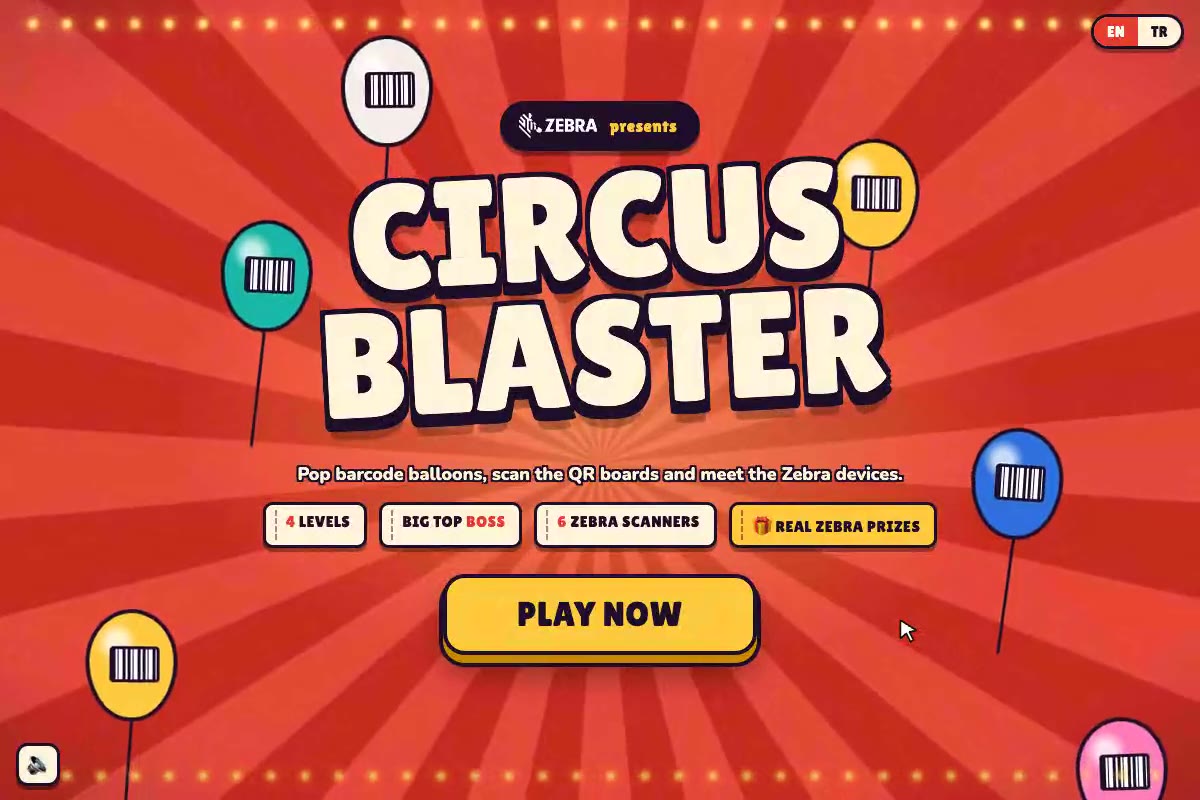 EN TR
ZEBRA presents
CIRCUS
BLASTER
Pop barcode balloons, scan the QR boards and meet the Zebra devices.
4 LEVELS
BIG TOP BOSS
6 ZEBRA SCANNERS
REAL ZEBRA PRIZES
PLAY NOW